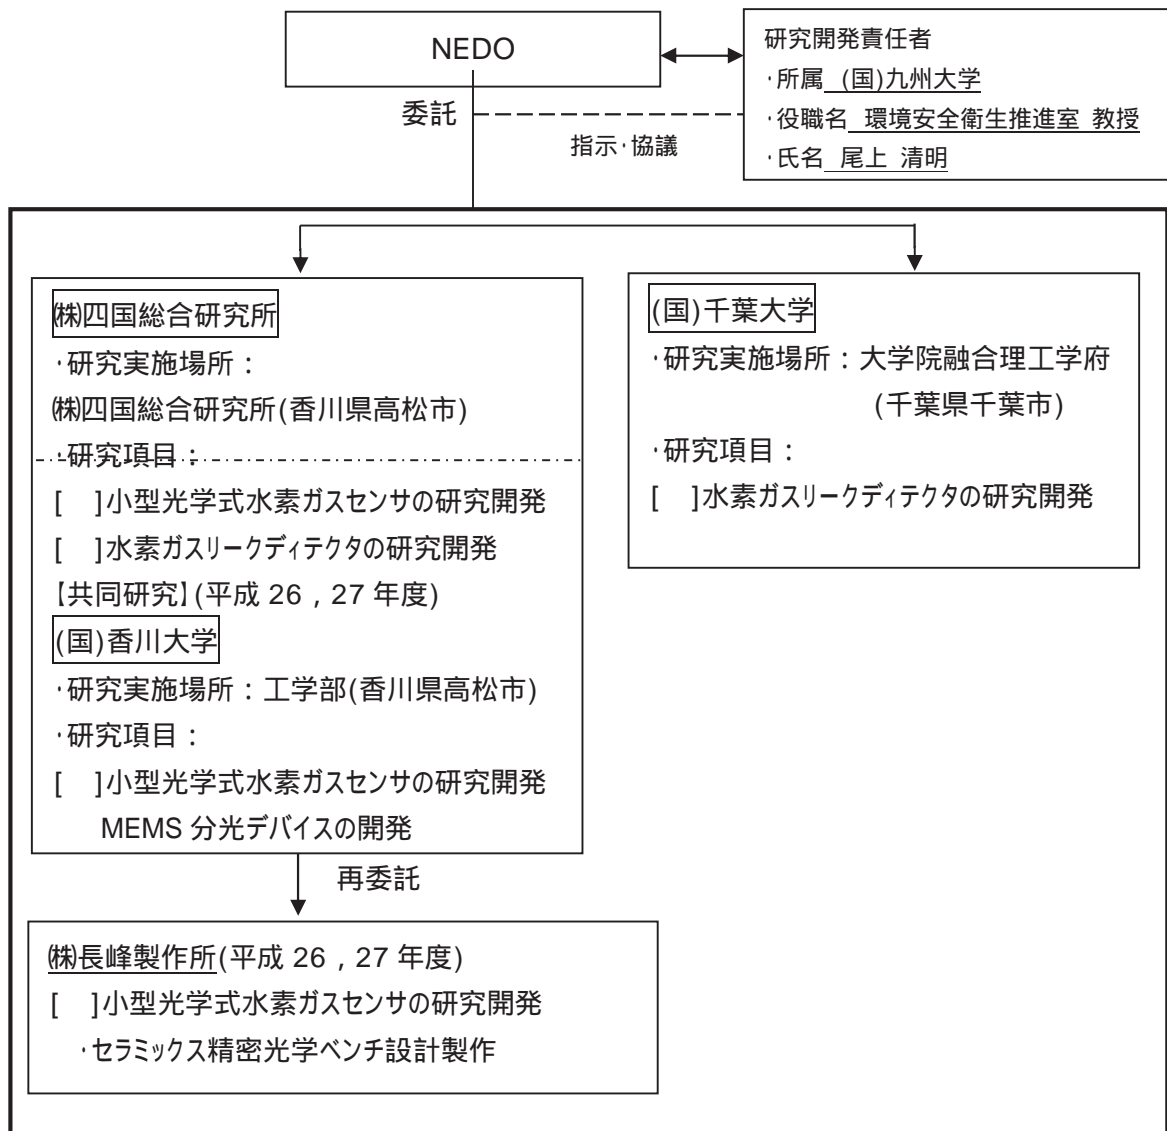 NEDO
委託
指示・協議
研究開発責任者
・所属 (国)九州大学
・役職名 環境安全衛生推進室 教授
・氏名 尾上 清明
㈱四国総合研究所
・研究実施場所：
㈱四国総合研究所(香川県高松市)
・研究項目：
[　]小型光学式水素ガスセンサの研究開発
[　]水素ガスリークディテクタの研究開発
【共同研究】(平成 26，27 年度)
(国)香川大学
・研究実施場所：工学部(香川県高松市)
・研究項目：
[　]小型光学式水素ガスセンサの研究開発
MEMS 分光デバイスの開発
(国)千葉大学
・研究実施場所：大学院融合理工学府
(千葉県千葉市)
・研究項目：
[　]水素ガスリークディテクタの研究開発
再委託
㈱長峰製作所(平成 26，27 年度)
[　]小型光学式水素ガスセンサの研究開発
・セラミックス精密光学ベンチ設計製作